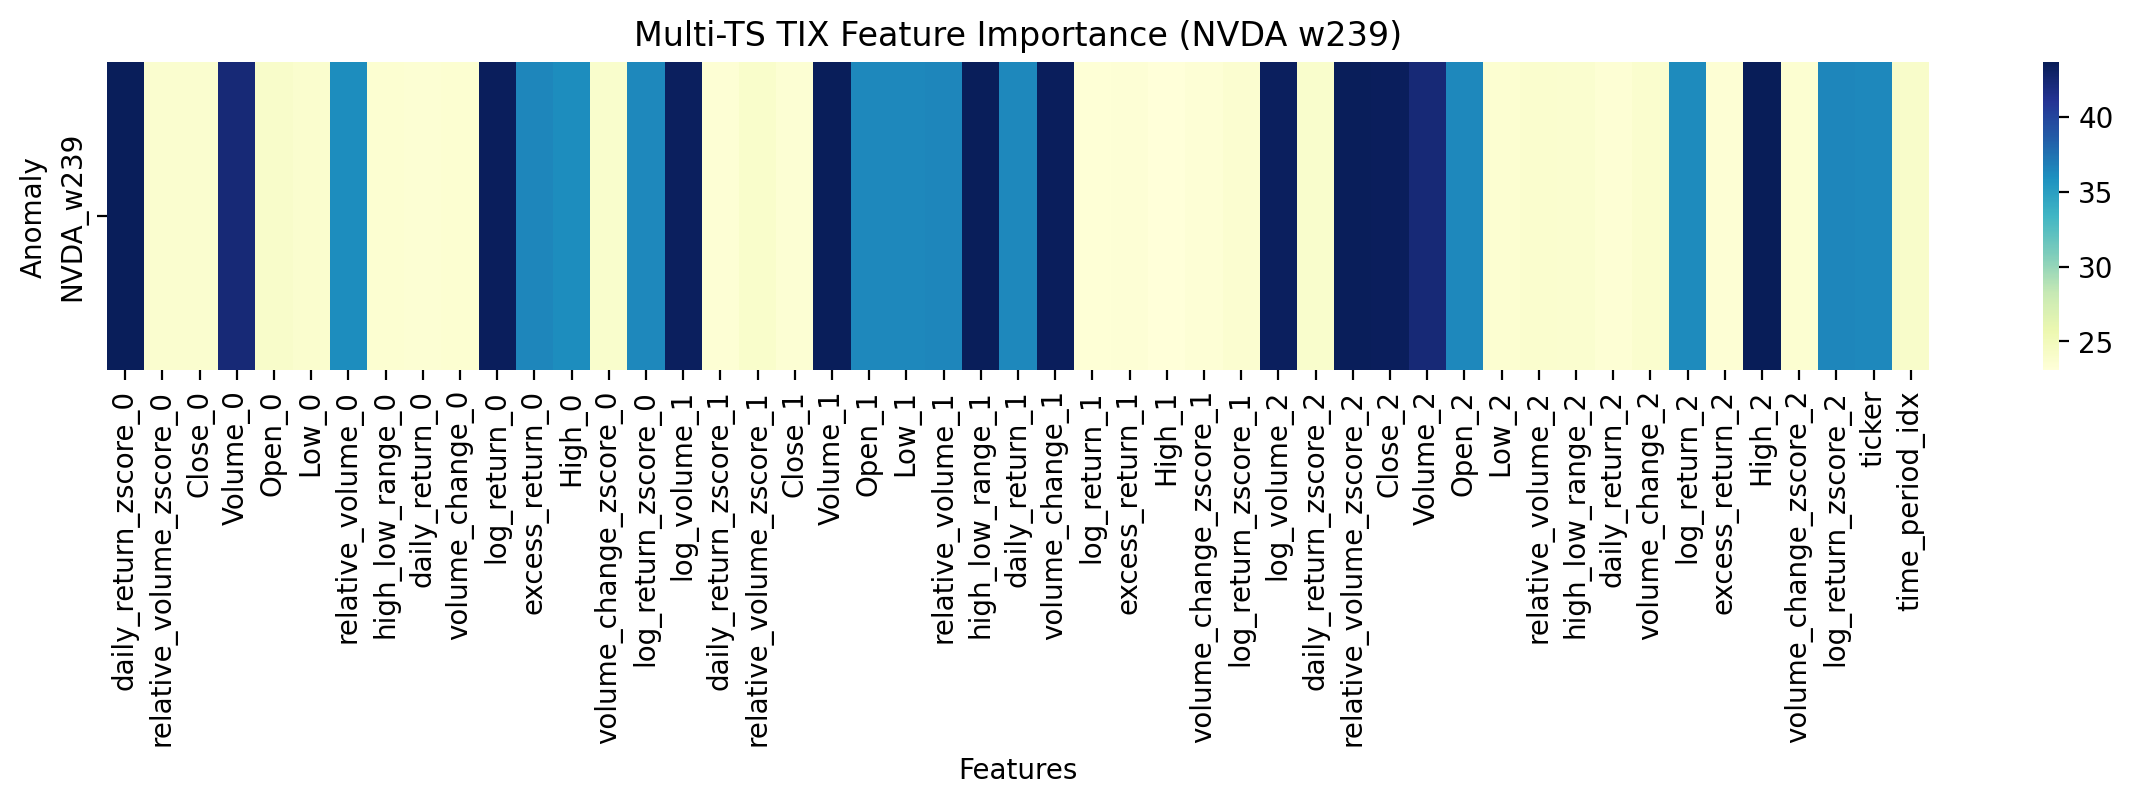 Multi-TS TIX Feature Importance (NVDA w239)
Anomaly
NVDA_w239
40
35
30
25
daily_return_zscore_0
relative_volume_zscore_0
Close_0
Volume_0
Open_0
Low_0
relative_volume_0
high_low_range_0
daily_return_0
volume_change_0
log_return_0
excess_return_0
High_0
volume_change_zscore_0
log_return_zscore_0
log_volume_1
daily_return_zscore_1
relative_volume_zscore_1
Close_1
Volume_1
Open_1
Low_1
relative_volume_1
high_low_range_1
daily_return_1
volume_change_1
log_return_1
excess_return_1
High_1
volume_change_zscore_1
log_return_zscore_1
log_volume_2
daily_return_zscore_2
relative_volume_zscore_2
Close_2
Volume_2
Open_2
Low_2
relative_volume_2
high_low_range_2
daily_return_2
volume_change_2
log_return_2
excess_return_2
High_2
volume_change_zscore_2
log_return_zscore_2
ticker
time_period_idx
Features